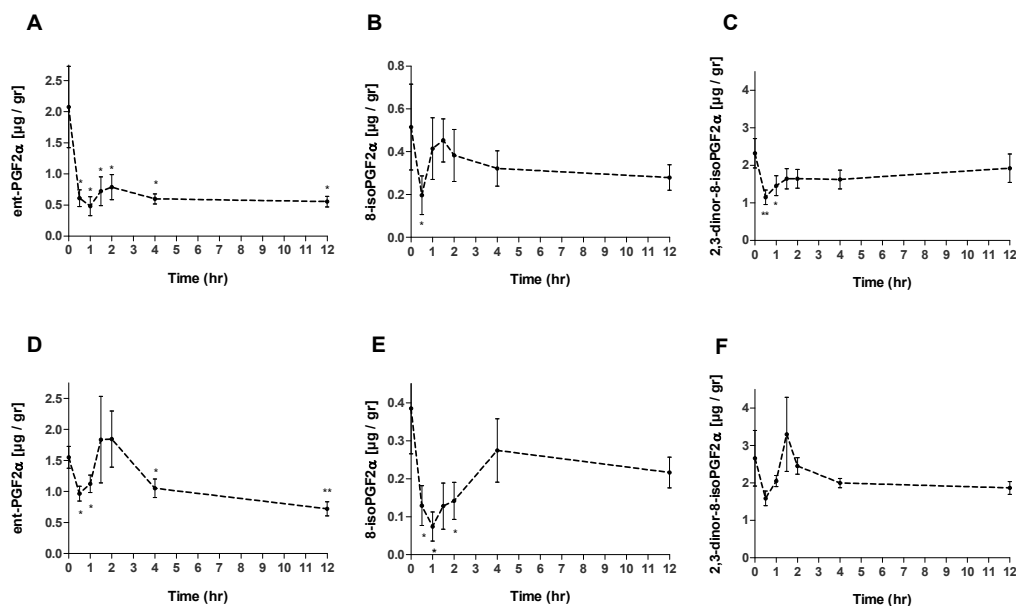 A
B
C
ent-PGF2α [µg / gr]
2.5
2.0
1.5
1.0
0.5
0.0
* * * * * *
0 1 2 3 4 5 6 7 8 9 10 11 12
Time (hr)
8-isoPGF2α [µg / gr]
0.8
0.6
0.4
0.2
0.0
*
0 1 2 3 4 5 6 7 8 9 10 11 12
Time (hr)
2,3-dinor-8-isoPGF2α [µg / gr]
4
3
2
1
0
** *
0 1 2 3 4 5 6 7 8 9 10 11 12
Time (hr)
D
E
F
ent-PGF2α [µg / gr]
2.5
2.0
1.5
1.0
0.5
0.0
* * * **
0 1 2 3 4 5 6 7 8 9 10 11 12
Time (hr)
8-isoPGF2α [µg / gr]
0.4
0.3
0.2
0.1
0.0
* * *
0 1 2 3 4 5 6 7 8 9 10 11 12
Time (hr)
2,3-dinor-8-isoPGF2α [µg / gr]
4
3
2
1
0
0 1 2 3 4 5 6 7 8 9 10 11 12
Time (hr)